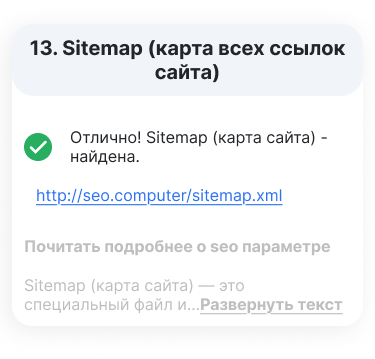 13. Sitemap (карта всех ссылок
сайта)
Отлично! Sitemap (карта сайта) -
найдена.
http://seo.computer/sitemap.xml
Почитать подробнее о seo параметре
Sitemap (карта сайта) — это
специальный файл и...Развернуть текст